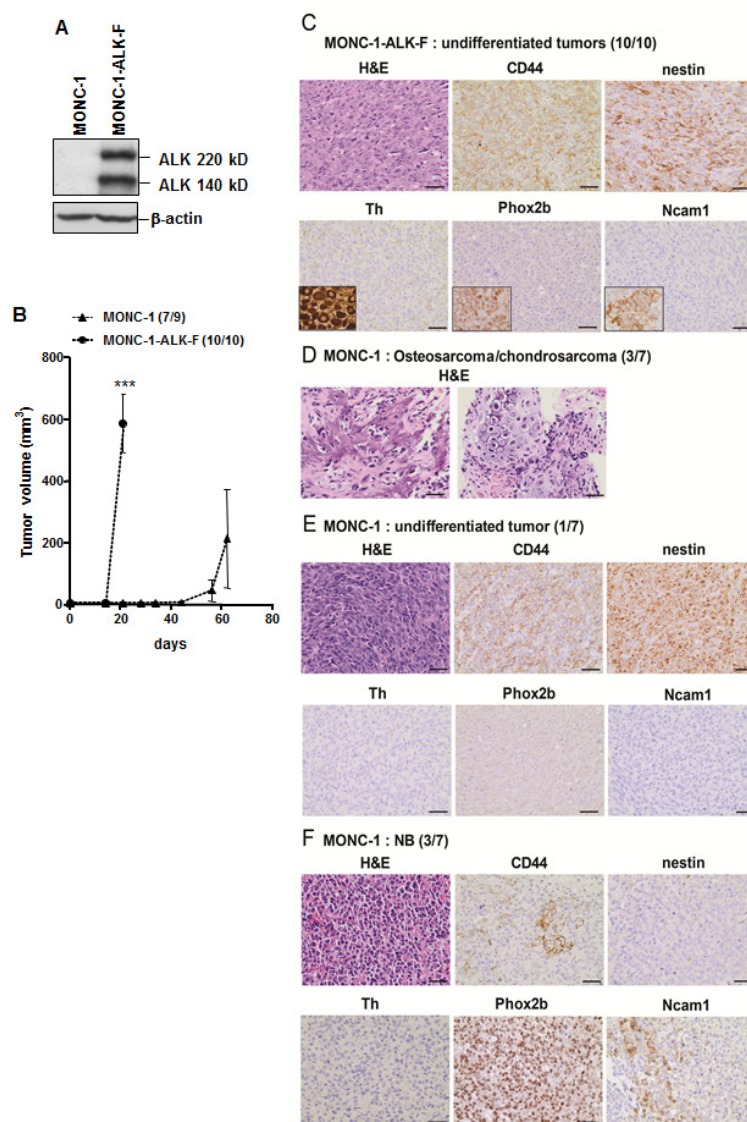 A
MONC-1
MONC-1-ALK-F
ALK 220 kD
ALK 140 kD
β-actin
B
MONC-1 (7/9)
MONC-1-ALK-F (10/10)
***
Tumor volume (mm³)
800
600
400
200
0
0 20 40 60 80
days
C
MONC-1-ALK-F : undifferentiated tumors (10/10)
H&E CD44 nestin
Th Phox2b Ncam1
D MONC-1 : Osteosarcoma/chondrosarcoma (3/7)
H&E
E MONC-1 : undifferentiated tumor (1/7)
H&E CD44 nestin
Th Phox2b Ncam1
F MONC-1 : NB (3/7)
H&E CD44 nestin
Th Phox2b Ncam1